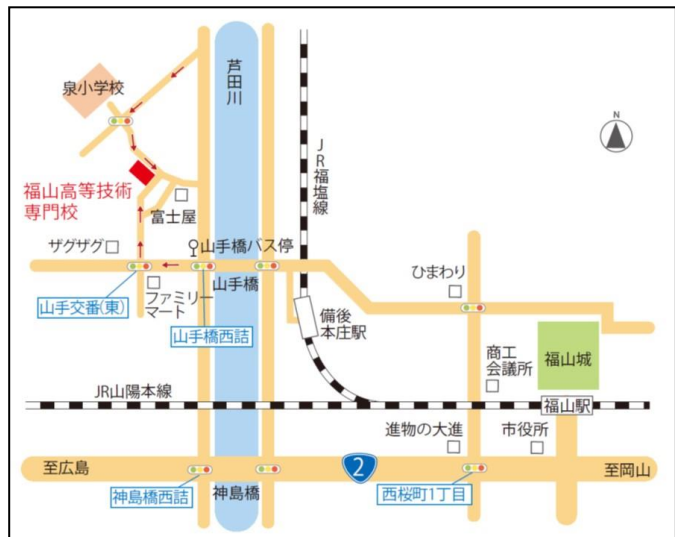 泉小学校
芦田川
JR福塩線
N
福山高等技術
専門校
富士屋
ザグザグ
山手橋バス停
山手橋
ひまわり
山手交番(東)
ファミリー
マート
山手橋西詰
備後
本庄駅
商工
会議所
福山城
JR山陽本線
福山駅
進物の大進
市役所
至広島
2
至岡山
神島橋西詰
神島橋
西桜町1丁目